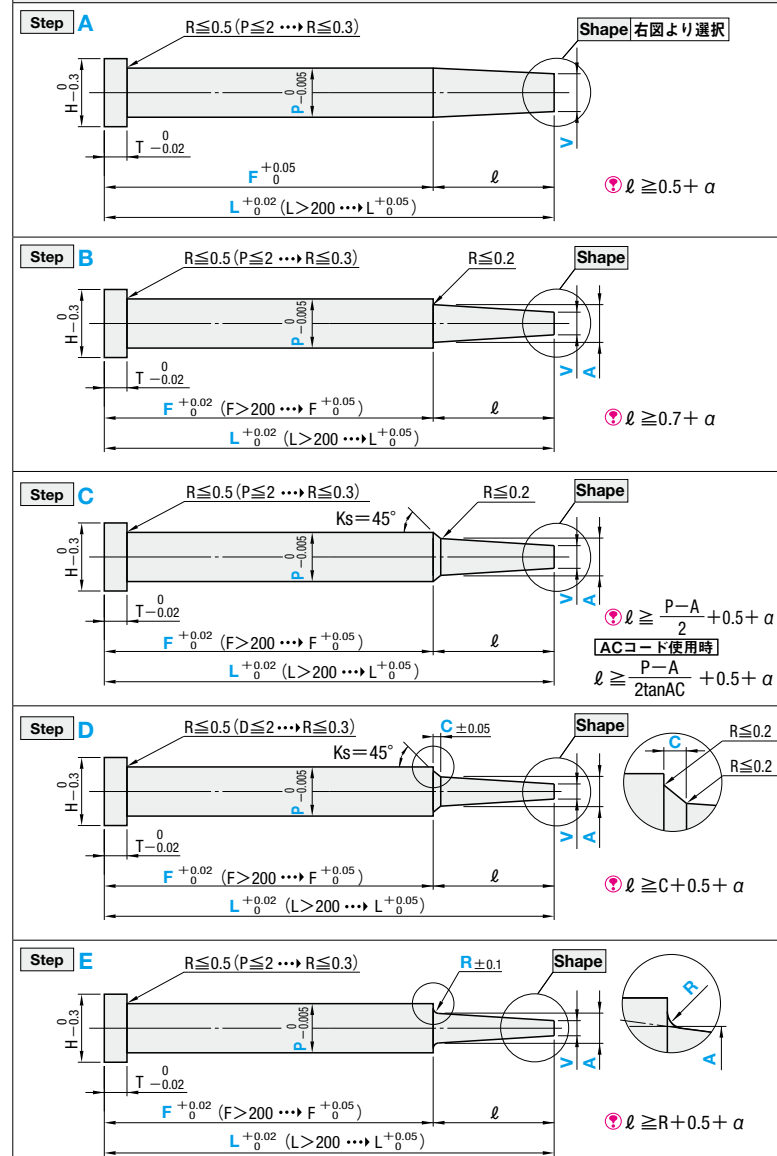 Step A
R≦0.5(P≦2 ····▸ R≦0.3)
Shape 右図より選択
H 0 −0.3
P 0 −0.005
V
T 0 −0.02
F +0.05 0
ℓ
ℓ ≧0.5+ α
L +0.02 0 (L>200 ····▸ L +0.05 0)
Step B
R≦0.5(P≦2 ····▸ R≦0.3)
R≦0.2
Shape
H 0 −0.3
P 0 −0.005
V
A
T 0 −0.02
F +0.02 0 (F>200 ····▸ F +0.05 0)
ℓ
ℓ ≧0.7+ α
L +0.02 0 (L>200 ····▸ L +0.05 0)
Step C
R≦0.5(P≦2 ····▸ R≦0.3)
R≦0.2
Shape
Ks=45°
H 0 −0.3
P 0 −0.005
V
A
T 0 −0.02
ℓ ≧ P−A / 2 +0.5+ α
F +0.02 0 (F>200 ····▸ F +0.05 0)
ℓ
ACコード使用時
L +0.02 0 (L>200 ····▸ L +0.05 0)
ℓ ≧ P−A / 2tanAC +0.5+ α
Step D
R≦0.5(D≦2 ····▸ R≦0.3)
C ±0.05
Shape
R≦0.2
Ks=45°
C
R≦0.2
H 0 −0.3
P 0 −0.005
V
A
T 0 −0.02
F +0.02 0 (F>200 ····▸ F +0.05 0)
ℓ
ℓ ≧C+0.5+ α
L +0.02 0 (L>200 ····▸ L +0.05 0)
Step E
R≦0.5(P≦2 ····▸ R≦0.3)
R ±0.1
Shape
R
H 0 −0.3
P 0 −0.005
V
A
A
T 0 −0.02
F +0.02 0 (F>200 ····▸ F +0.05 0)
ℓ
ℓ ≧R+0.5+ α
L +0.02 0 (L>200 ····▸ L +0.05 0)